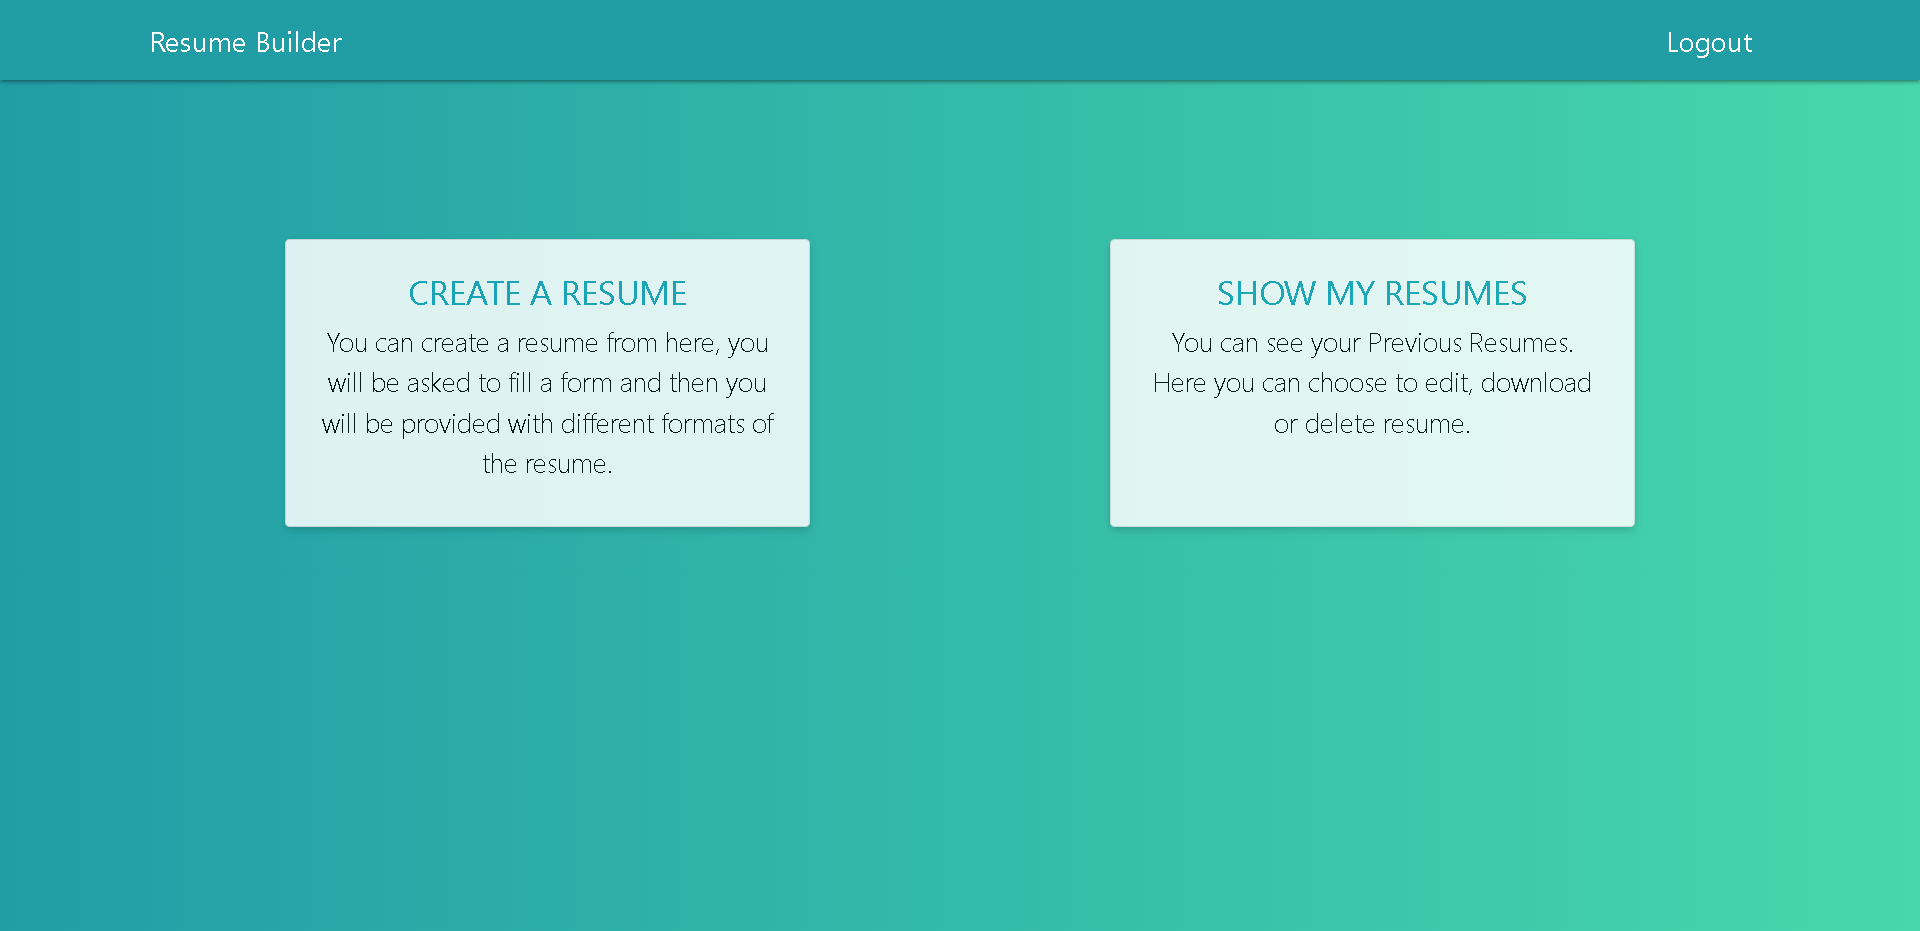 Resume Builder
Logout
CREATE A RESUME
You can create a resume from here, you
will be asked to fill a form and then you
will be provided with different formats of
the resume.
SHOW MY RESUMES
You can see your Previous Resumes.
Here you can choose to edit, download
or delete resume.